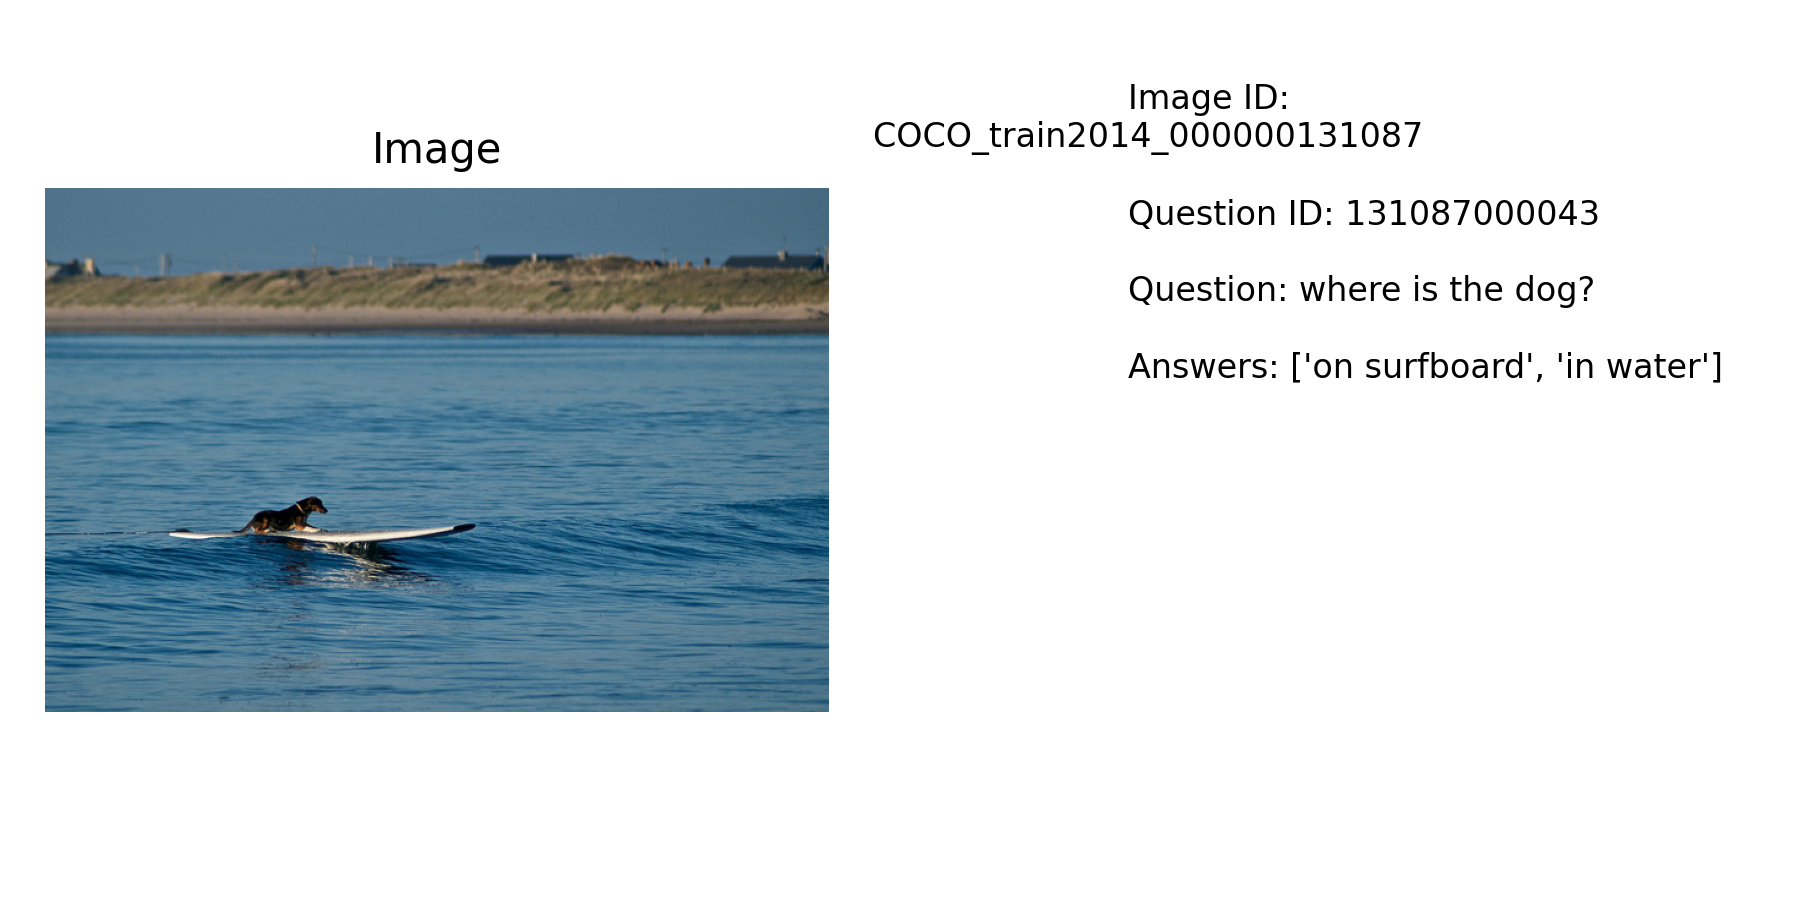 Image
Image ID:
COCO_train2014_000000131087
Question ID: 131087000043
Question: where is the dog?
Answers: ['on surfboard', 'in water']